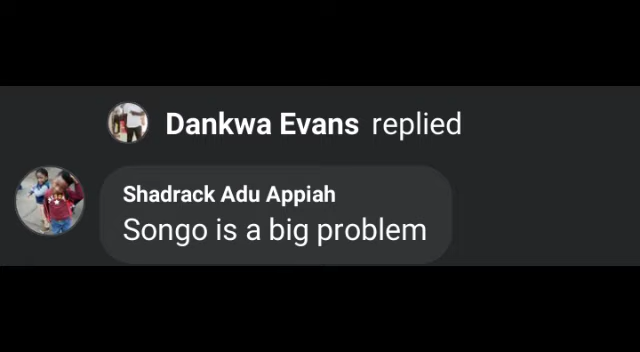 Dankwa Evans replied
Shadrack Adu Appiah
Songo is a big problem